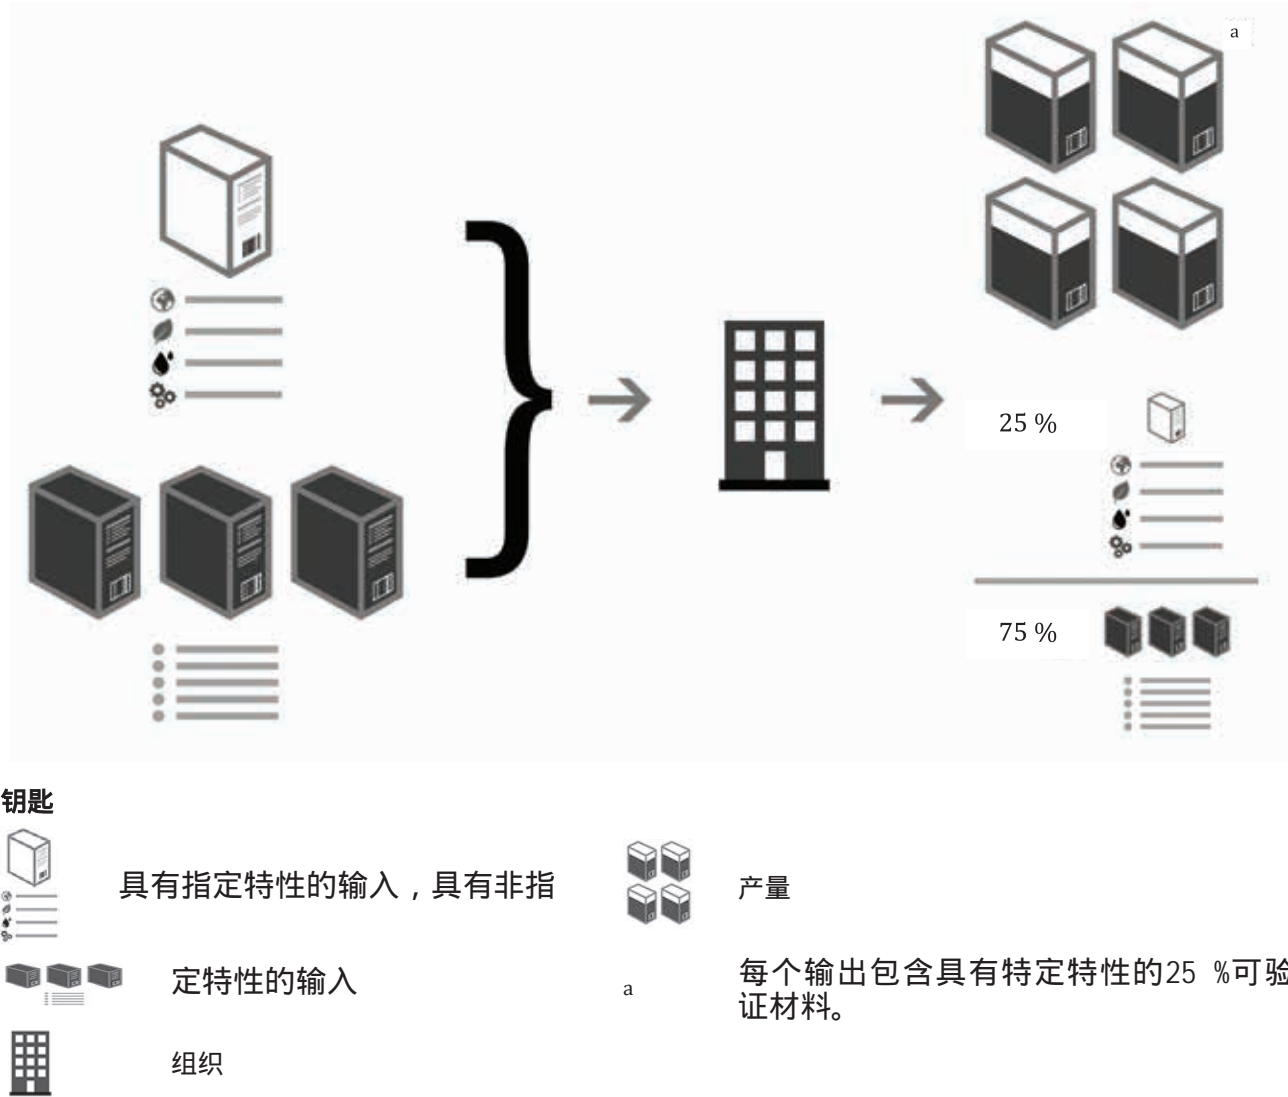 a
25 %
75 %
钥匙
具有指定特性的输入，具有非指
定特性的输入
组织
产量
a
每个输出包含具有特定特性的25 %可验
证材料。